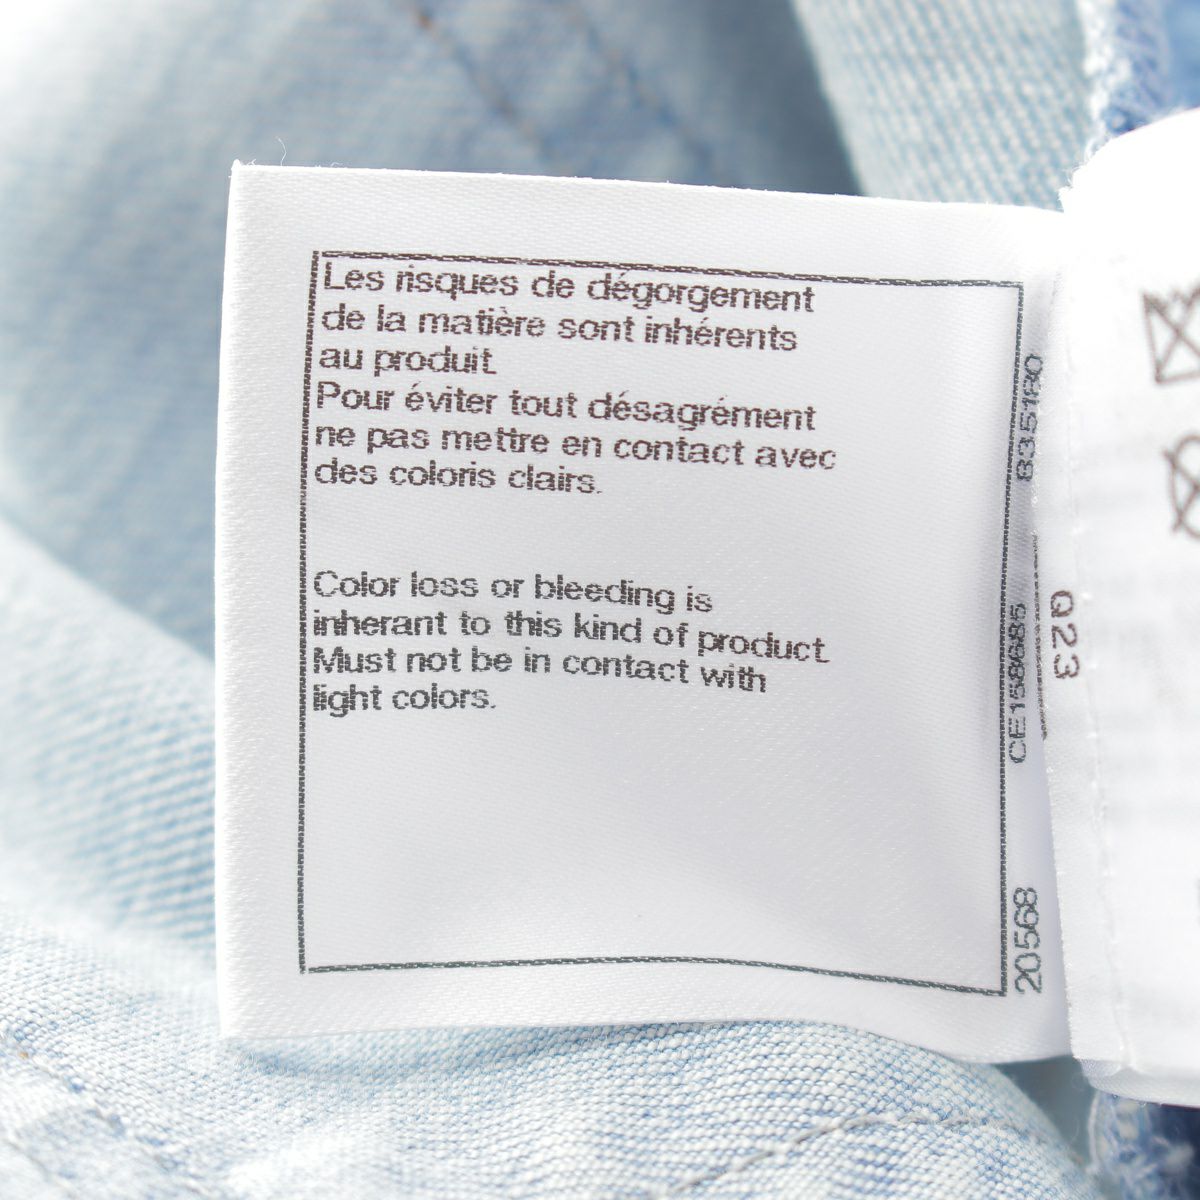 Les risques de dégorgement
de la matière sont inhérents
au produit.
Pour éviter tout désagrément
ne pas mettre en contact avec
des coloris clairs.
Color loss or bleeding is
inherant to this kind of product.
Must not be in contact with
light colors.
CE158685
20568
Q23